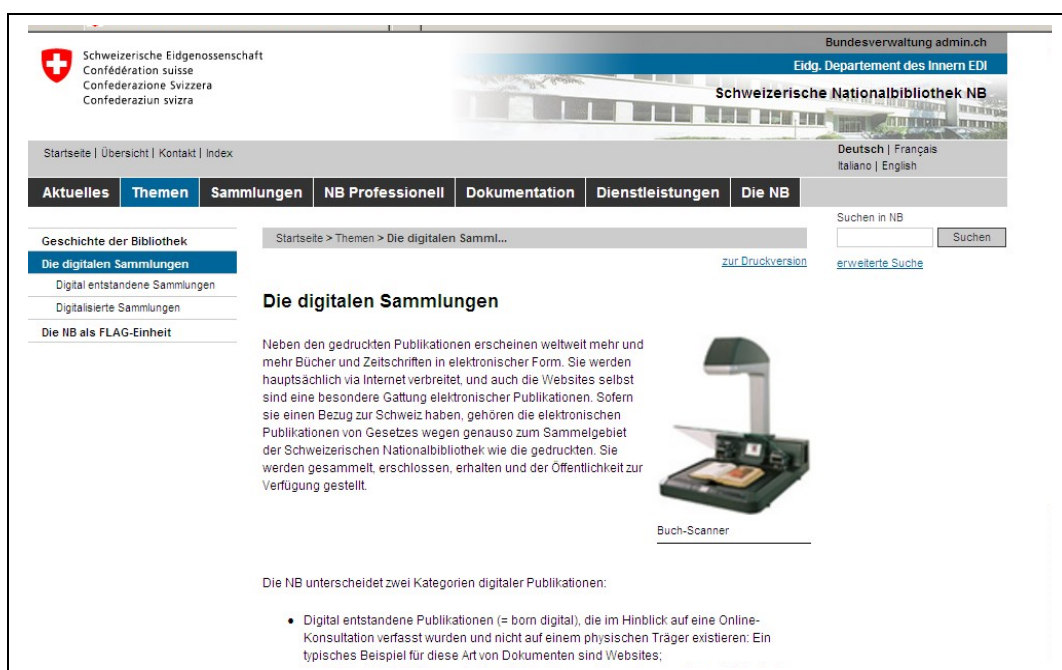 Schweizerische Eidgenossenschaft
Confédération suisse
Confederazione Svizzera
Confederaziun svizra
Bundesverwaltung admin.ch
Eidg. Departement des Innern EDI
Schweizerische Nationalbibliothek NB
Startseite | Übersicht | Kontakt | Index
Deutsch | Français
Italiano | English
Aktuelles Themen Sammlungen NB Professionell Dokumentation Dienstleistungen Die NB
Suchen in NB
Suchen
erweiterte Suche
Geschichte der Bibliothek
Die digitalen Sammlungen
Digital entstandene Sammlungen
Digitalisierte Sammlungen
Die NB als FLAG-Einheit
Startseite > Themen > Die digitalen Samml...
zur Druckversion
Die digitalen Sammlungen
Neben den gedruckten Publikationen erscheinen weltweit mehr und
mehr Bücher und Zeitschriften in elektronischer Form. Sie werden
hauptsächlich via Internet verbreitet, und auch die Websites selbst
sind eine besondere Gattung elektronischer Publikationen. Sofern
sie einen Bezug zur Schweiz haben, gehören die elektronischen
Publikationen von Gesetzes wegen genauso zum Sammelgebiet
der Schweizerischen Nationalbibliothek wie die gedruckten. Sie
werden gesammelt, erschlossen, erhalten und der Öffentlichkeit zur
Verfügung gestellt.
Buch-Scanner
Die NB unterscheidet zwei Kategorien digitaler Publikationen:
• Digital entstandene Publikationen (= born digital), die im Hinblick auf eine Online-
Konsultation verfasst wurden und nicht auf einem physischen Träger existieren: Ein
typisches Beispiel für diese Art von Dokumenten sind Websites;